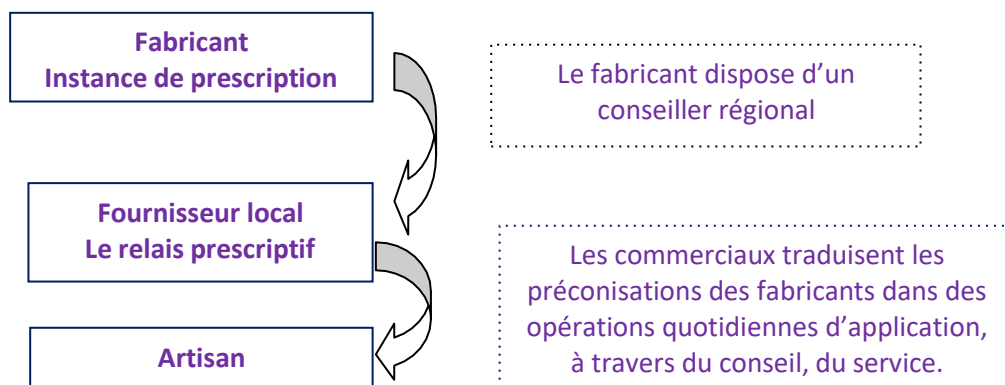 Fabricant
Instance de prescription
Le fabricant dispose d’un
conseiller régional
Fournisseur local
Le relais prescriptif
Les commerciaux traduisent les
préconisations des fabricants dans des
opérations quotidiennes d’application,
à travers du conseil, du service.
Artisan